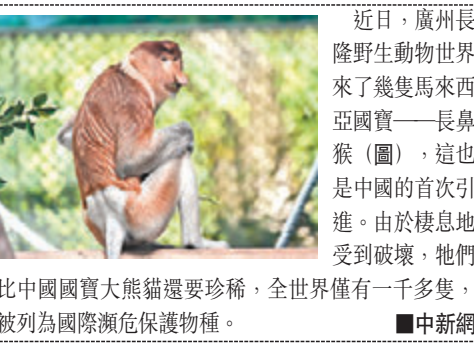 近日，廣州長
隆野生動物世界
來了幾隻馬來西
亞國寶——長鼻
猴（圖），這也
是中國的首次引
進。由於棲息地
受到破壞，牠們
比中國國寶大熊貓還要珍稀，全世界僅有一千多隻，
被列為國際瀕危保護物種。 ■中新網